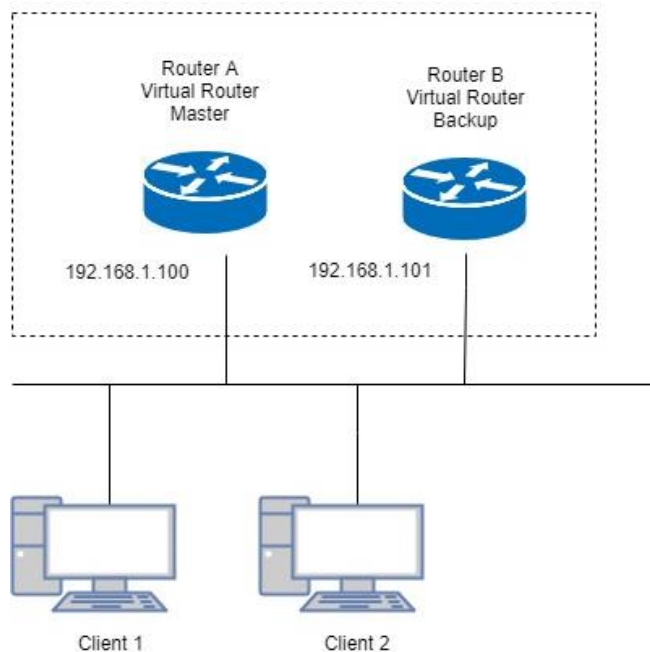 Router A
Virtual Router
Master
Router B
Virtual Router
Backup
192.168.1.100
192.168.1.101
Client 1
Client 2